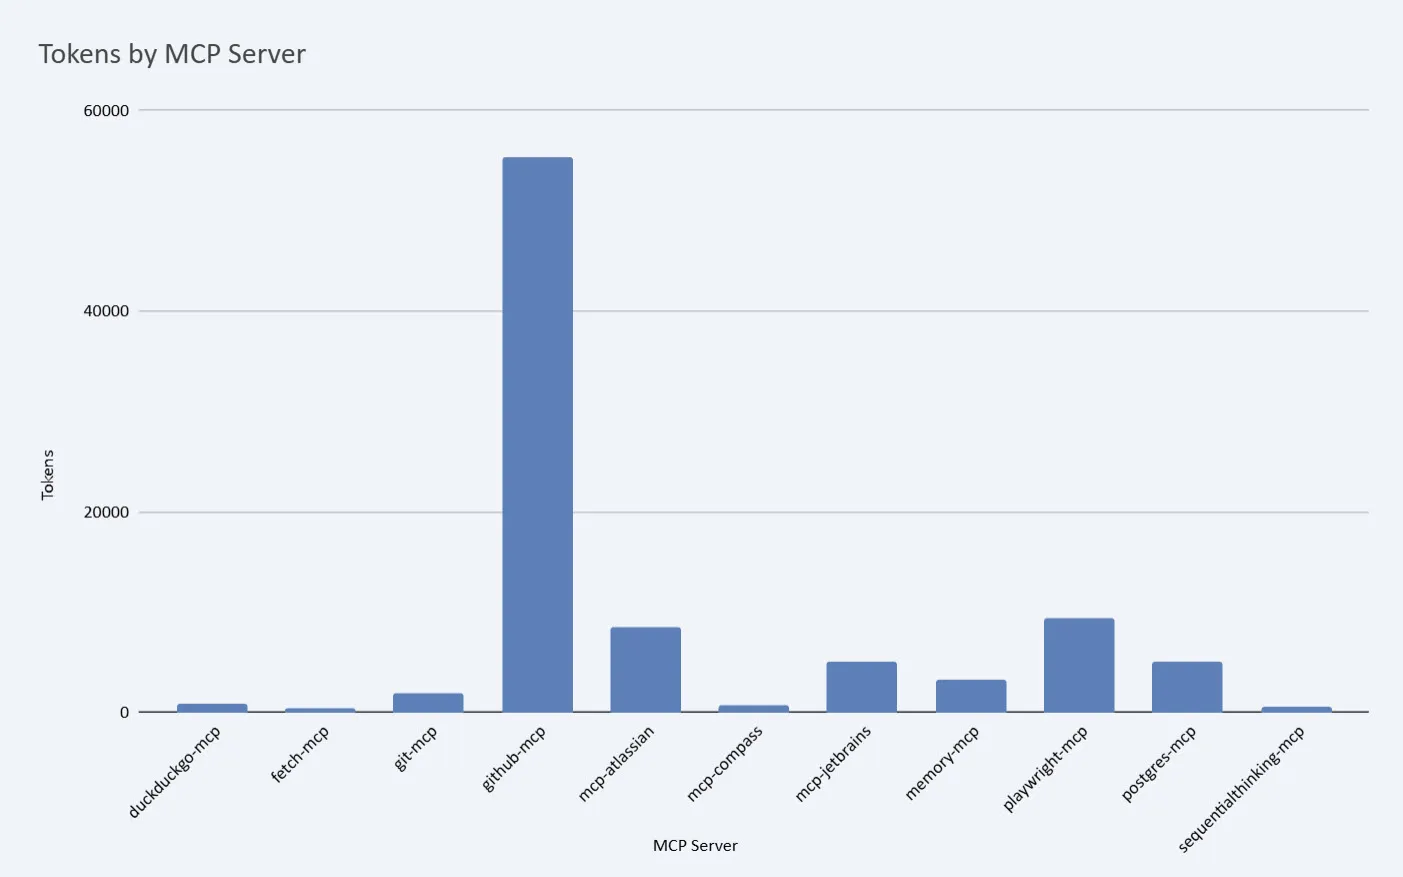 Tokens by MCP Server
60000
40000
20000
0
Tokens
duckduckgo-mcp
fetch-mcp
git-mcp
github-mcp
mcp-atlassian
mcp-compass
mcp-jetbrains
memory-mcp
playwright-mcp
postgres-mcp
sequentialthinking-mcp
MCP Server